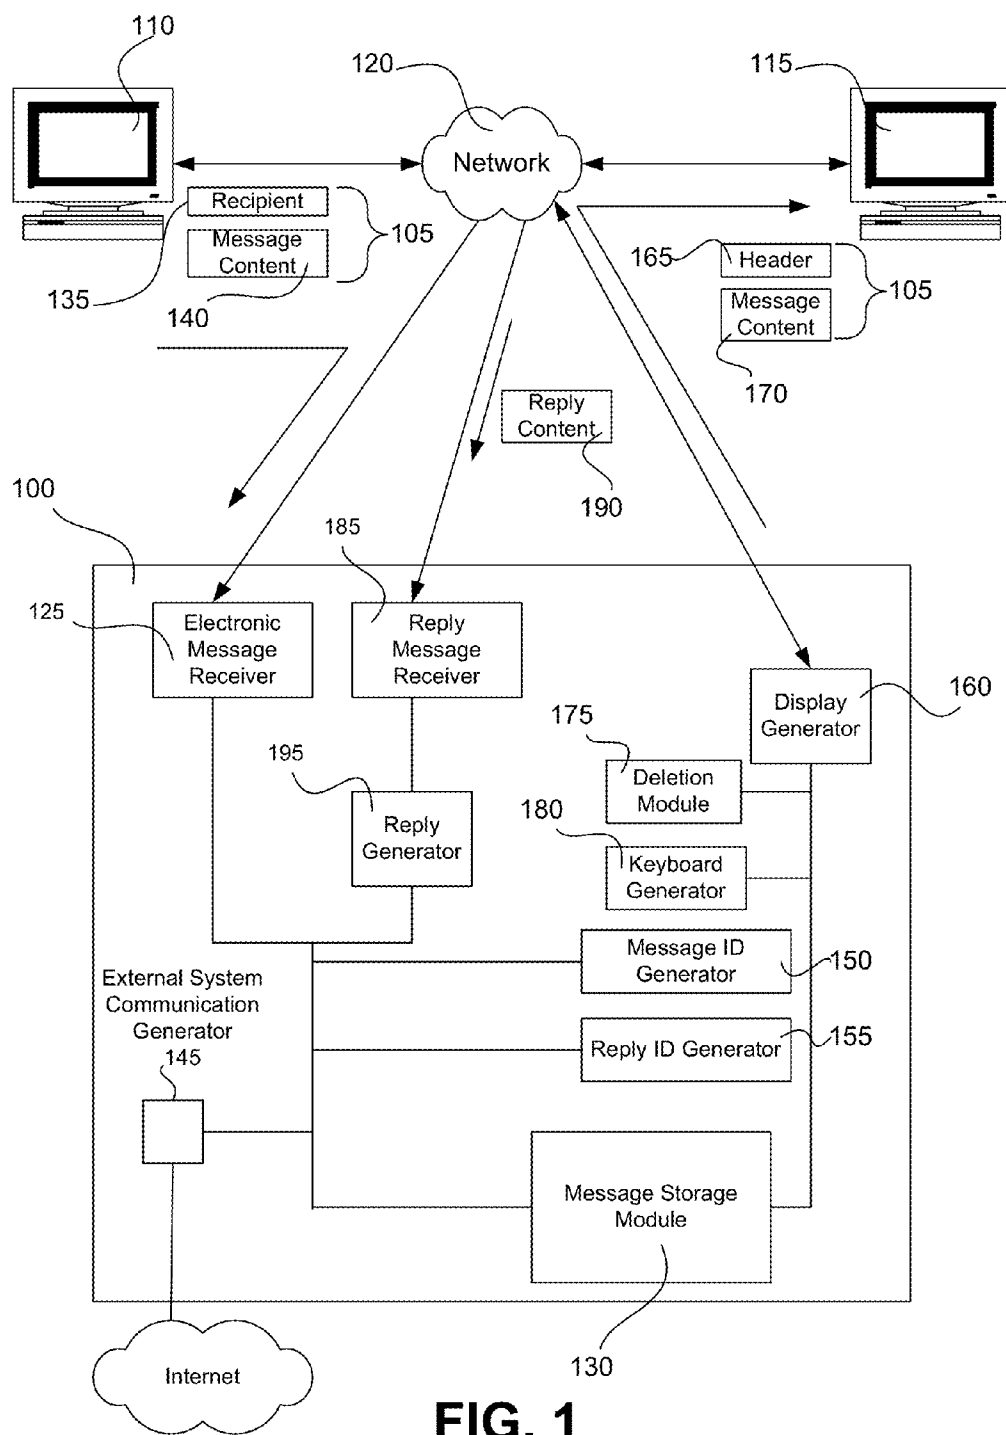 110
120
115
Network
Recipient
105
Message
Content
135
140
165
Header
105
Message
Content
170
Reply
Content
190
100
185
125
Electronic
Message
Receiver
Reply
Message
Receiver
160
Display
Generator
175
Deletion
Module
195
Reply
Generator
180
Keyboard
Generator
Message ID
Generator
150
External System
Communication
Generator
145
Reply ID Generator
155
Message Storage
Module
130
Internet
FIG. 1